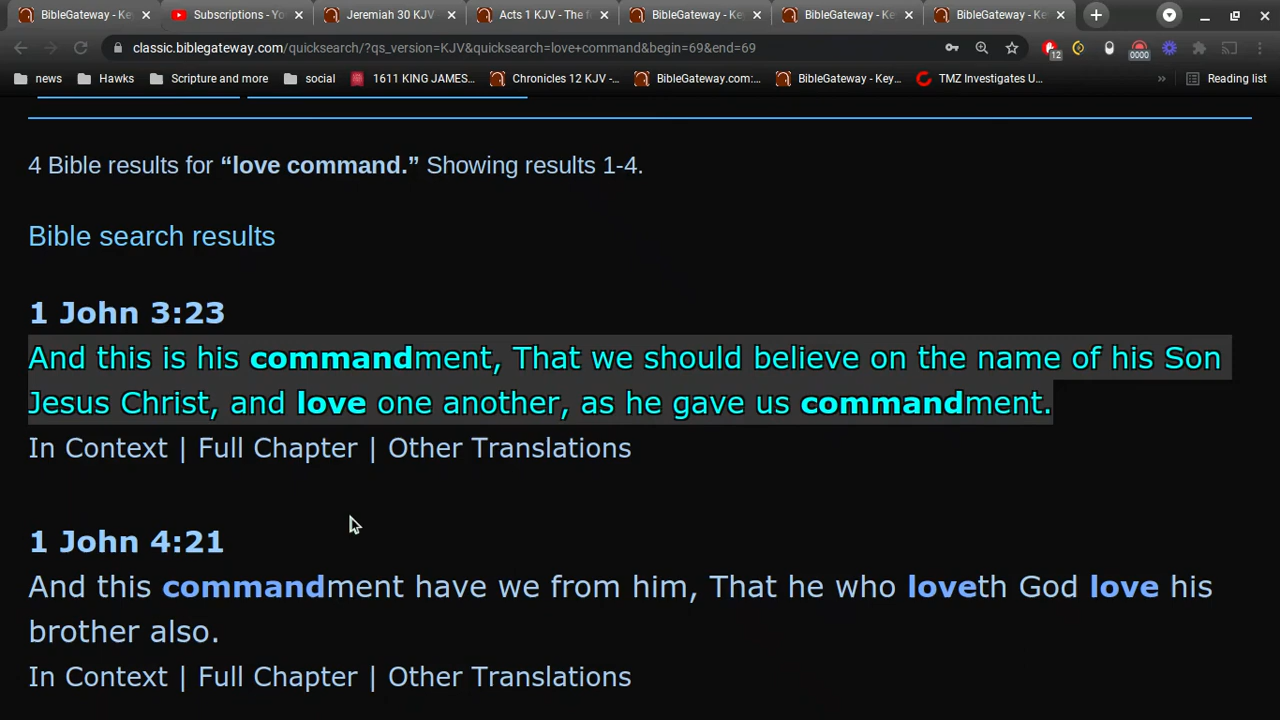 BibleGateway - Ke
Subscriptions - Yo
Jeremiah 30 KJV
Acts 1 KJV - The f
BibleGateway - Ke
BibleGateway - Ke
BibleGateway - Ke
classic.biblegateway.com/quicksearch/?qs_version=KJV&quicksearch=love+command&begin=69&end=69
12
0000
news
Hawks
Scripture and more
social
1611 KING JAMES...
Chronicles 12 KJV -...
BibleGateway.com:...
BibleGateway - Key...
TMZ Investigates U...
»
Reading list
4 Bible results for “love command.” Showing results 1-4.
Bible search results
1 John 3:23
And this is his commandment, That we should believe on the name of his Son
Jesus Christ, and love one another, as he gave us commandment.
In Context | Full Chapter | Other Translations
1 John 4:21
And this commandment have we from him, That he who loveth God love his
brother also.
In Context | Full Chapter | Other Translations